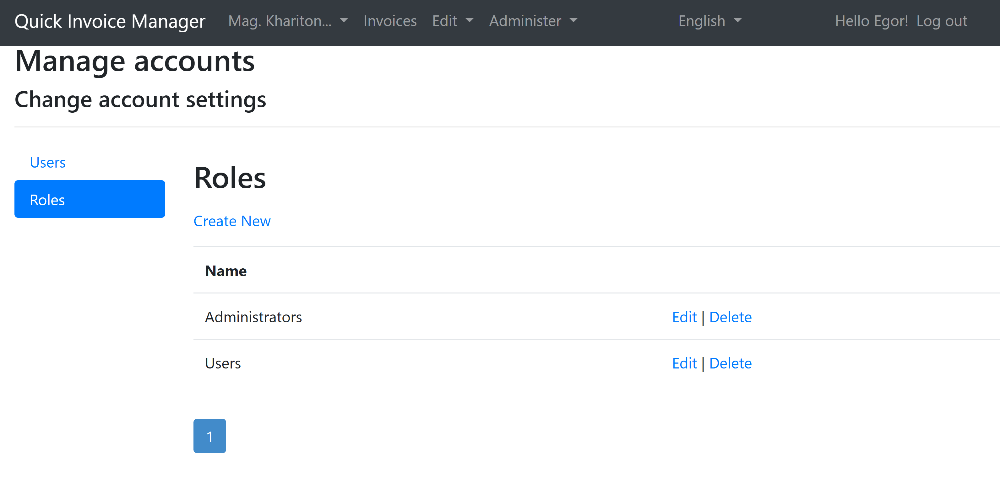 Quick Invoice Manager Mag. Khariton... Invoices Edit Administer English Hello Egor! Log out
Manage accounts
Change account settings
Users
Roles
Roles
Create New
Name
Administrators Edit | Delete
Users Edit | Delete
1